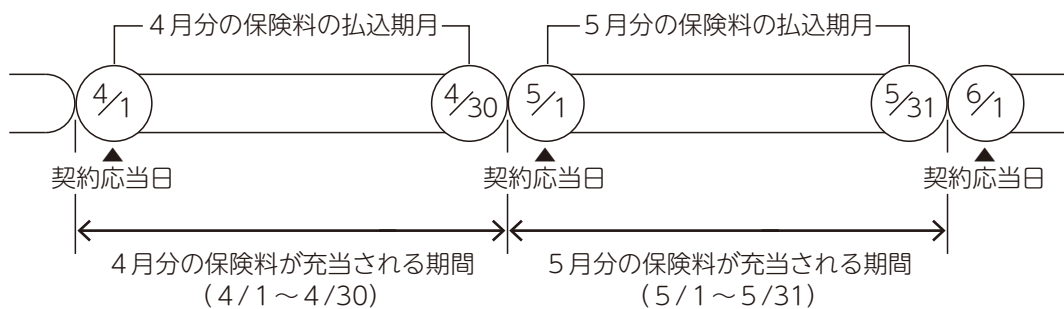 4月分の保険料の払込期月
5月分の保険料の払込期月
4/1
4/30
5/1
5/31
6/1
契約応当日
契約応当日
契約応当日
4月分の保険料が充当される期間
（4/1～4/30）
5月分の保険料が充当される期間
（5/1～5/31）